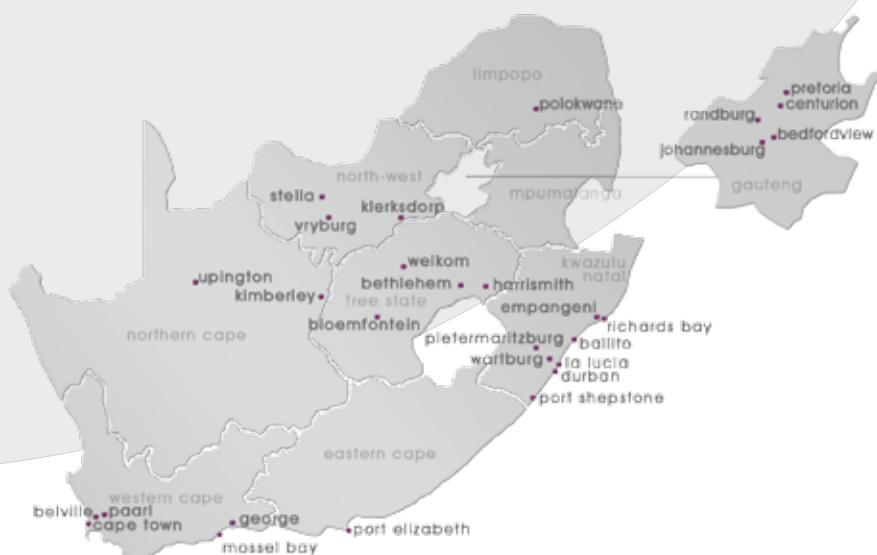 limpopo
polokwane
pretoria
centurion
randburg
bedfordview
johannesburg
gauteng
north-west
mpumalanga
stella
klerksdorp
vryburg
welkom
kwazulu
natal
upington
bethlehem
harrismith
kimberley
free state
empangeni
bloemfontein
richards bay
northern cape
pietermaritzburg
ballito
wartburg
la lucia
durban
port shepstone
eastern cape
western cape
belville
paarl
cape town
george
port elizabeth
mossel bay